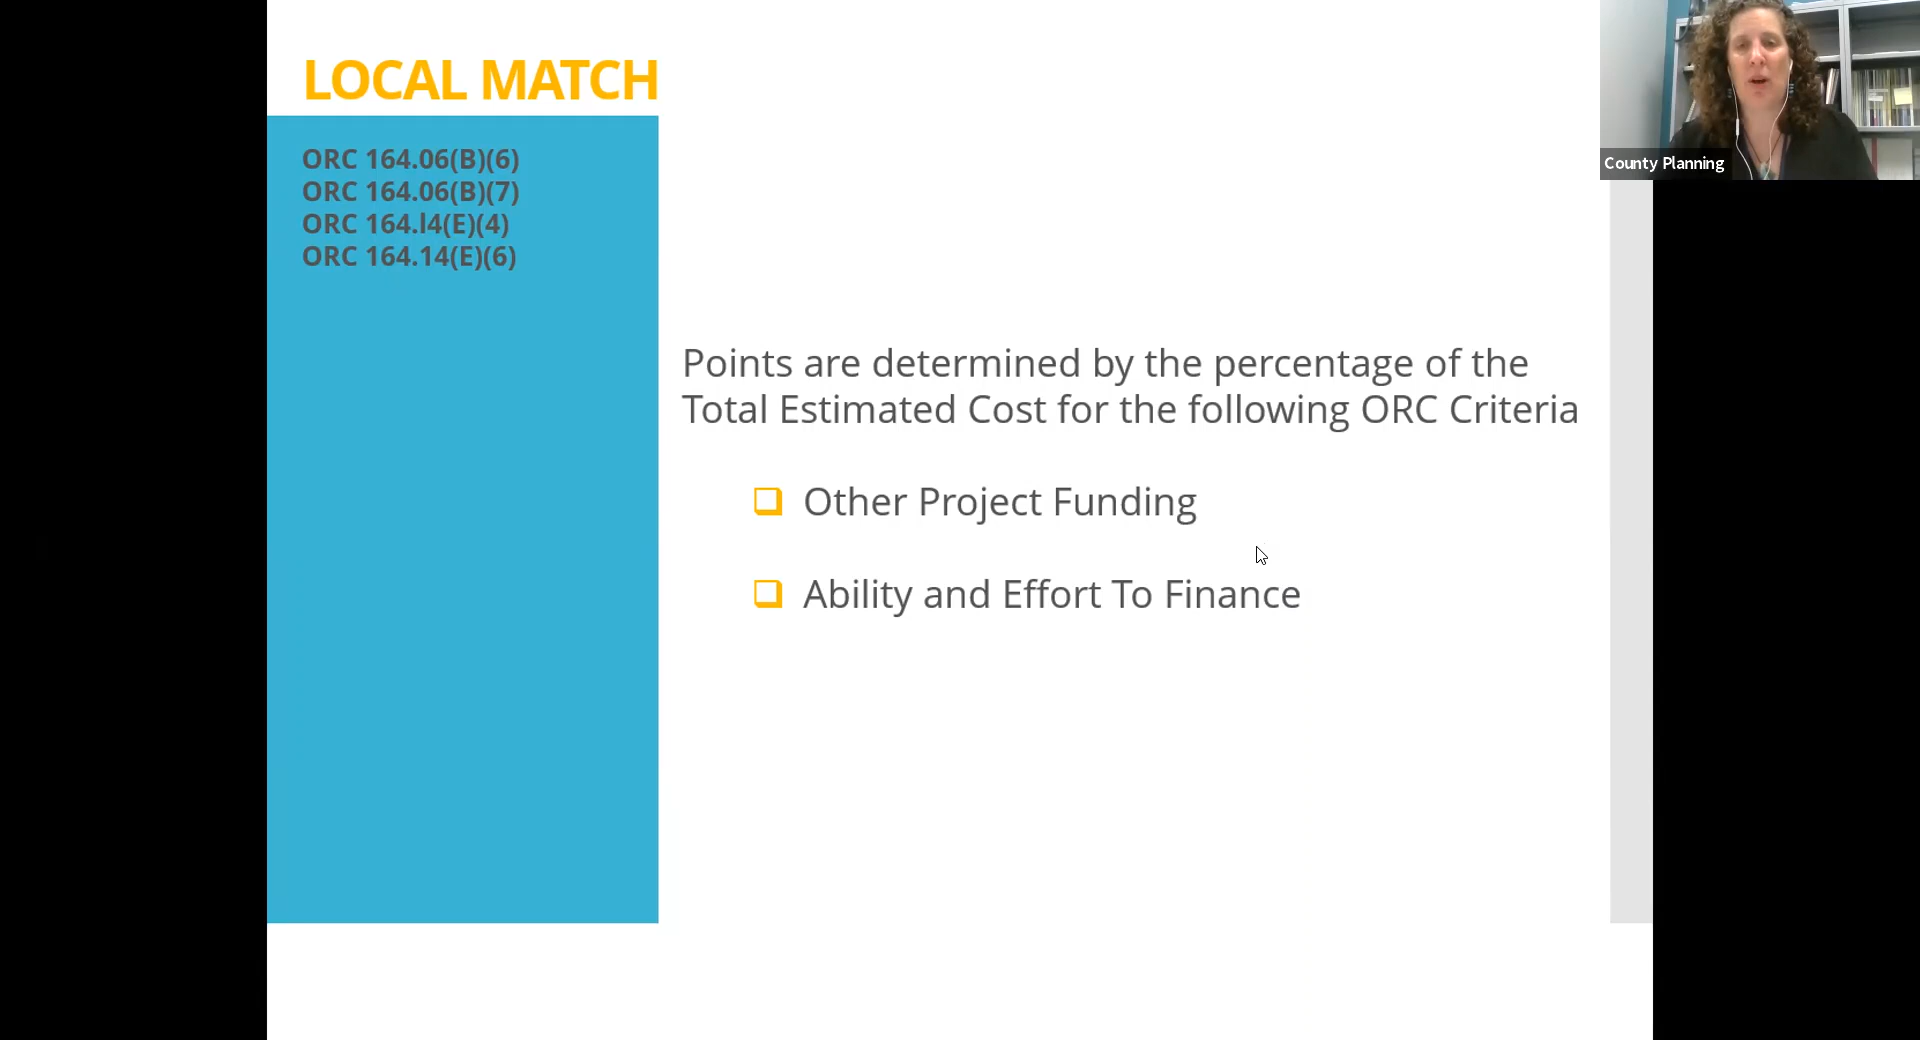 LOCAL MATCH
ORC 164.06(B)(6)
ORC 164.06(B)(7)
ORC 164.l4(E)(4)
ORC 164.14(E)(6)
Points are determined by the percentage of the
Total Estimated Cost for the following ORC Criteria
Other Project Funding
Ability and Effort To Finance
County Planning